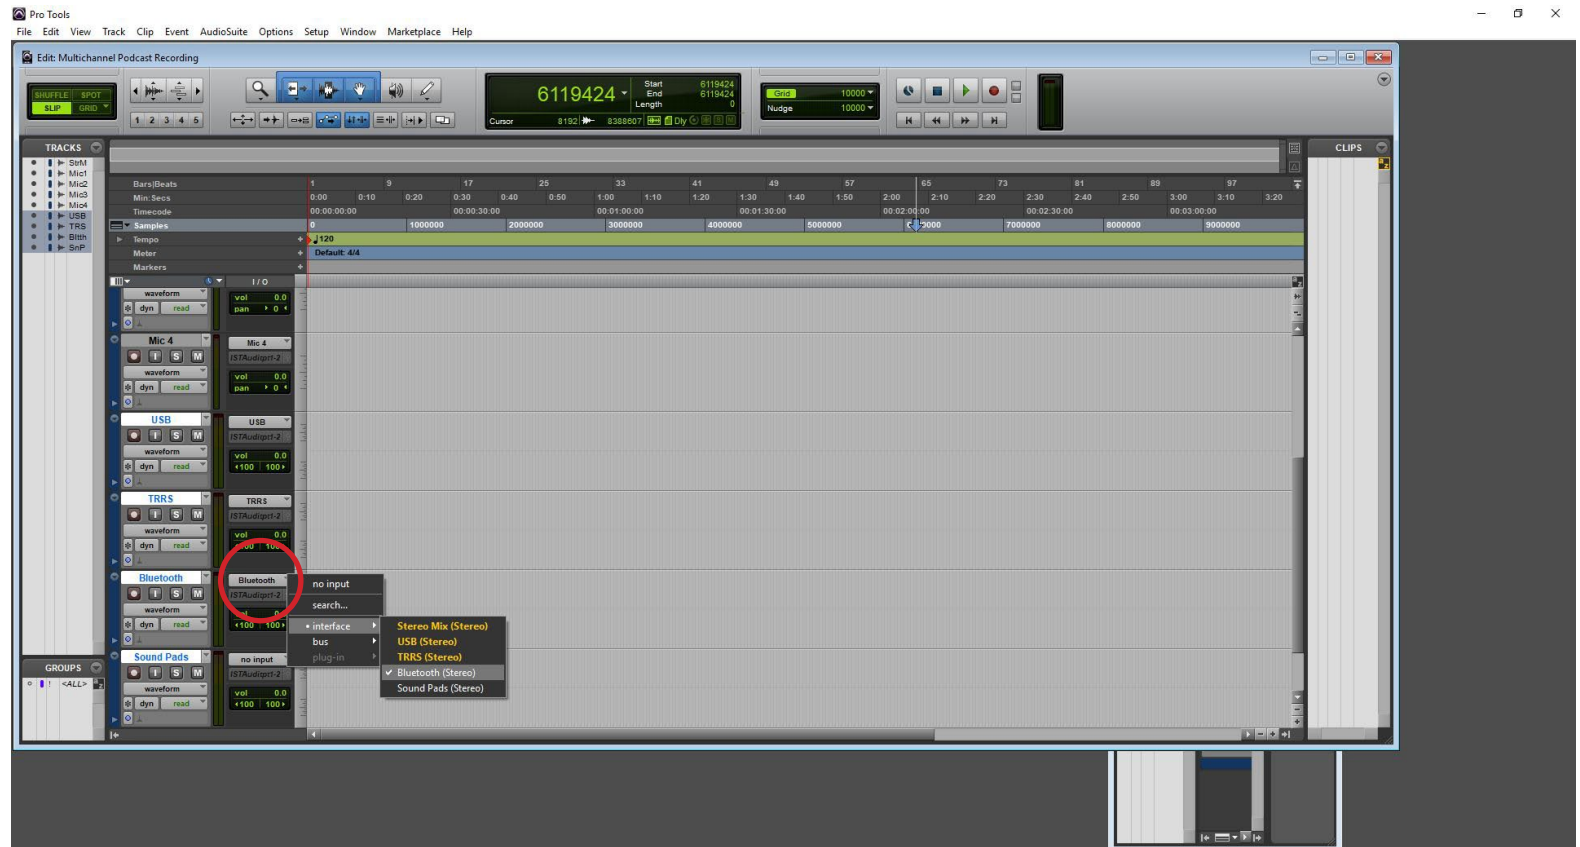 Pro Tools
File Edit View Track Clip Event AudioSuite Options Setup Window Marketplace Help
Edit: Multichannel Podcast Recording
SHUFFLE SPOT
SLIP GRID
1 2 3 4 5
6119424
Start 6119424
End 6119424
Length 0
Cursor 8192 8388607 Dly
Grid 10000
Nudge 10000
TRACKS
StrM
Mic1
Mic2
Mic3
Mic4
USB
TRS
Bltth
SnP
CLIPS
Bars|Beats 1 9 17 25 33 41 49 57 65 73 81 89 97
Min:Secs 0:00 0:10 0:20 0:30 0:40 0:50 1:00 1:10 1:20 1:30 1:40 1:50 2:00 2:10 2:20 2:30 2:40 2:50 3:00 3:10 3:20
Timecode 00:00:00:00 00:00:30:00 00:01:00:00 00:01:30:00 00:02:00:00 00:02:30:00 00:03:00:00
Samples 0 1000000 2000000 3000000 4000000 5000000 7000000 8000000 9000000
Tempo 120
Meter Default: 4/4
Markers
I / O
waveform
vol 0.0
dyn read
pan 0
Mic 4
Mic 4
I S M
waveform
vol 0.0
dyn read
pan 0
USB
USB
I S M
waveform
vol 0.0
dyn read
100 100
TRRS
TRRS
I S M
waveform
vol 0.0
dyn read
Bluetooth
Bluetooth
I S M
waveform
dyn read
100 100
no input
search...
interface
bus
plug-in
Stereo Mix (Stereo)
USB (Stereo)
TRRS (Stereo)
Bluetooth (Stereo)
Sound Pads (Stereo)
Sound Pads
no input
I S M
waveform
vol 0.0
dyn read
100 100
GROUPS
! <ALL>